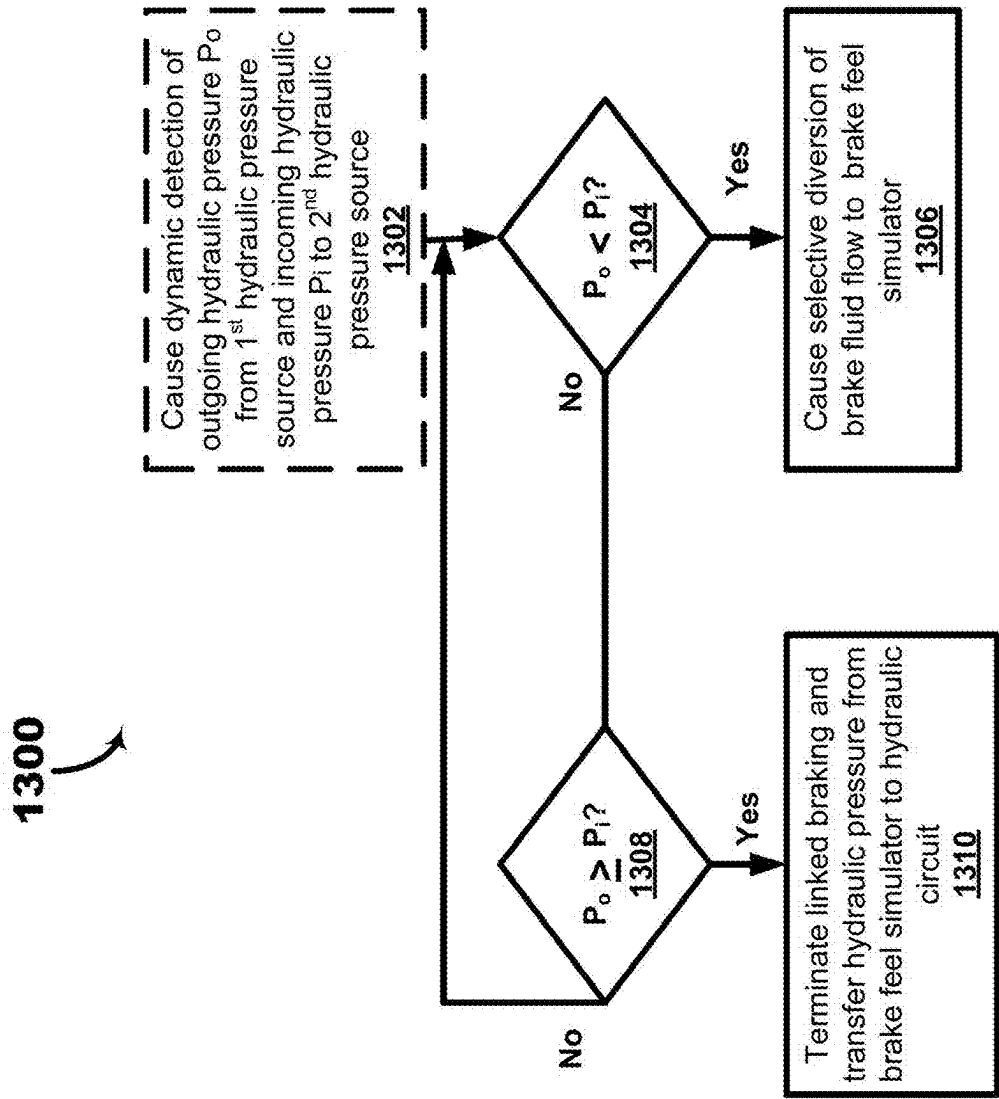 1300
Cause dynamic detection of
outgoing hydraulic pressure Po
from 1st hydraulic pressure
source and incoming hydraulic
pressure Pi to 2nd hydraulic
pressure source
1302
Po < Pi?
1304
Yes
No
Cause selective diversion of
brake fluid flow to brake feel
simulator
1306
Po ≥ Pi?
1308
No
Yes
Terminate linked braking and
transfer hydraulic pressure from
brake feel simulator to hydraulic
circuit
1310